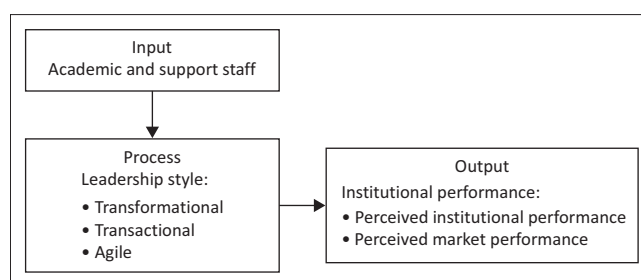 Input
Academic and support staff
Process
Leadership style:
• Transformational
• Transactional
• Agile
Output
Institutional performance:
• Perceived institutional performance
• Perceived market performance